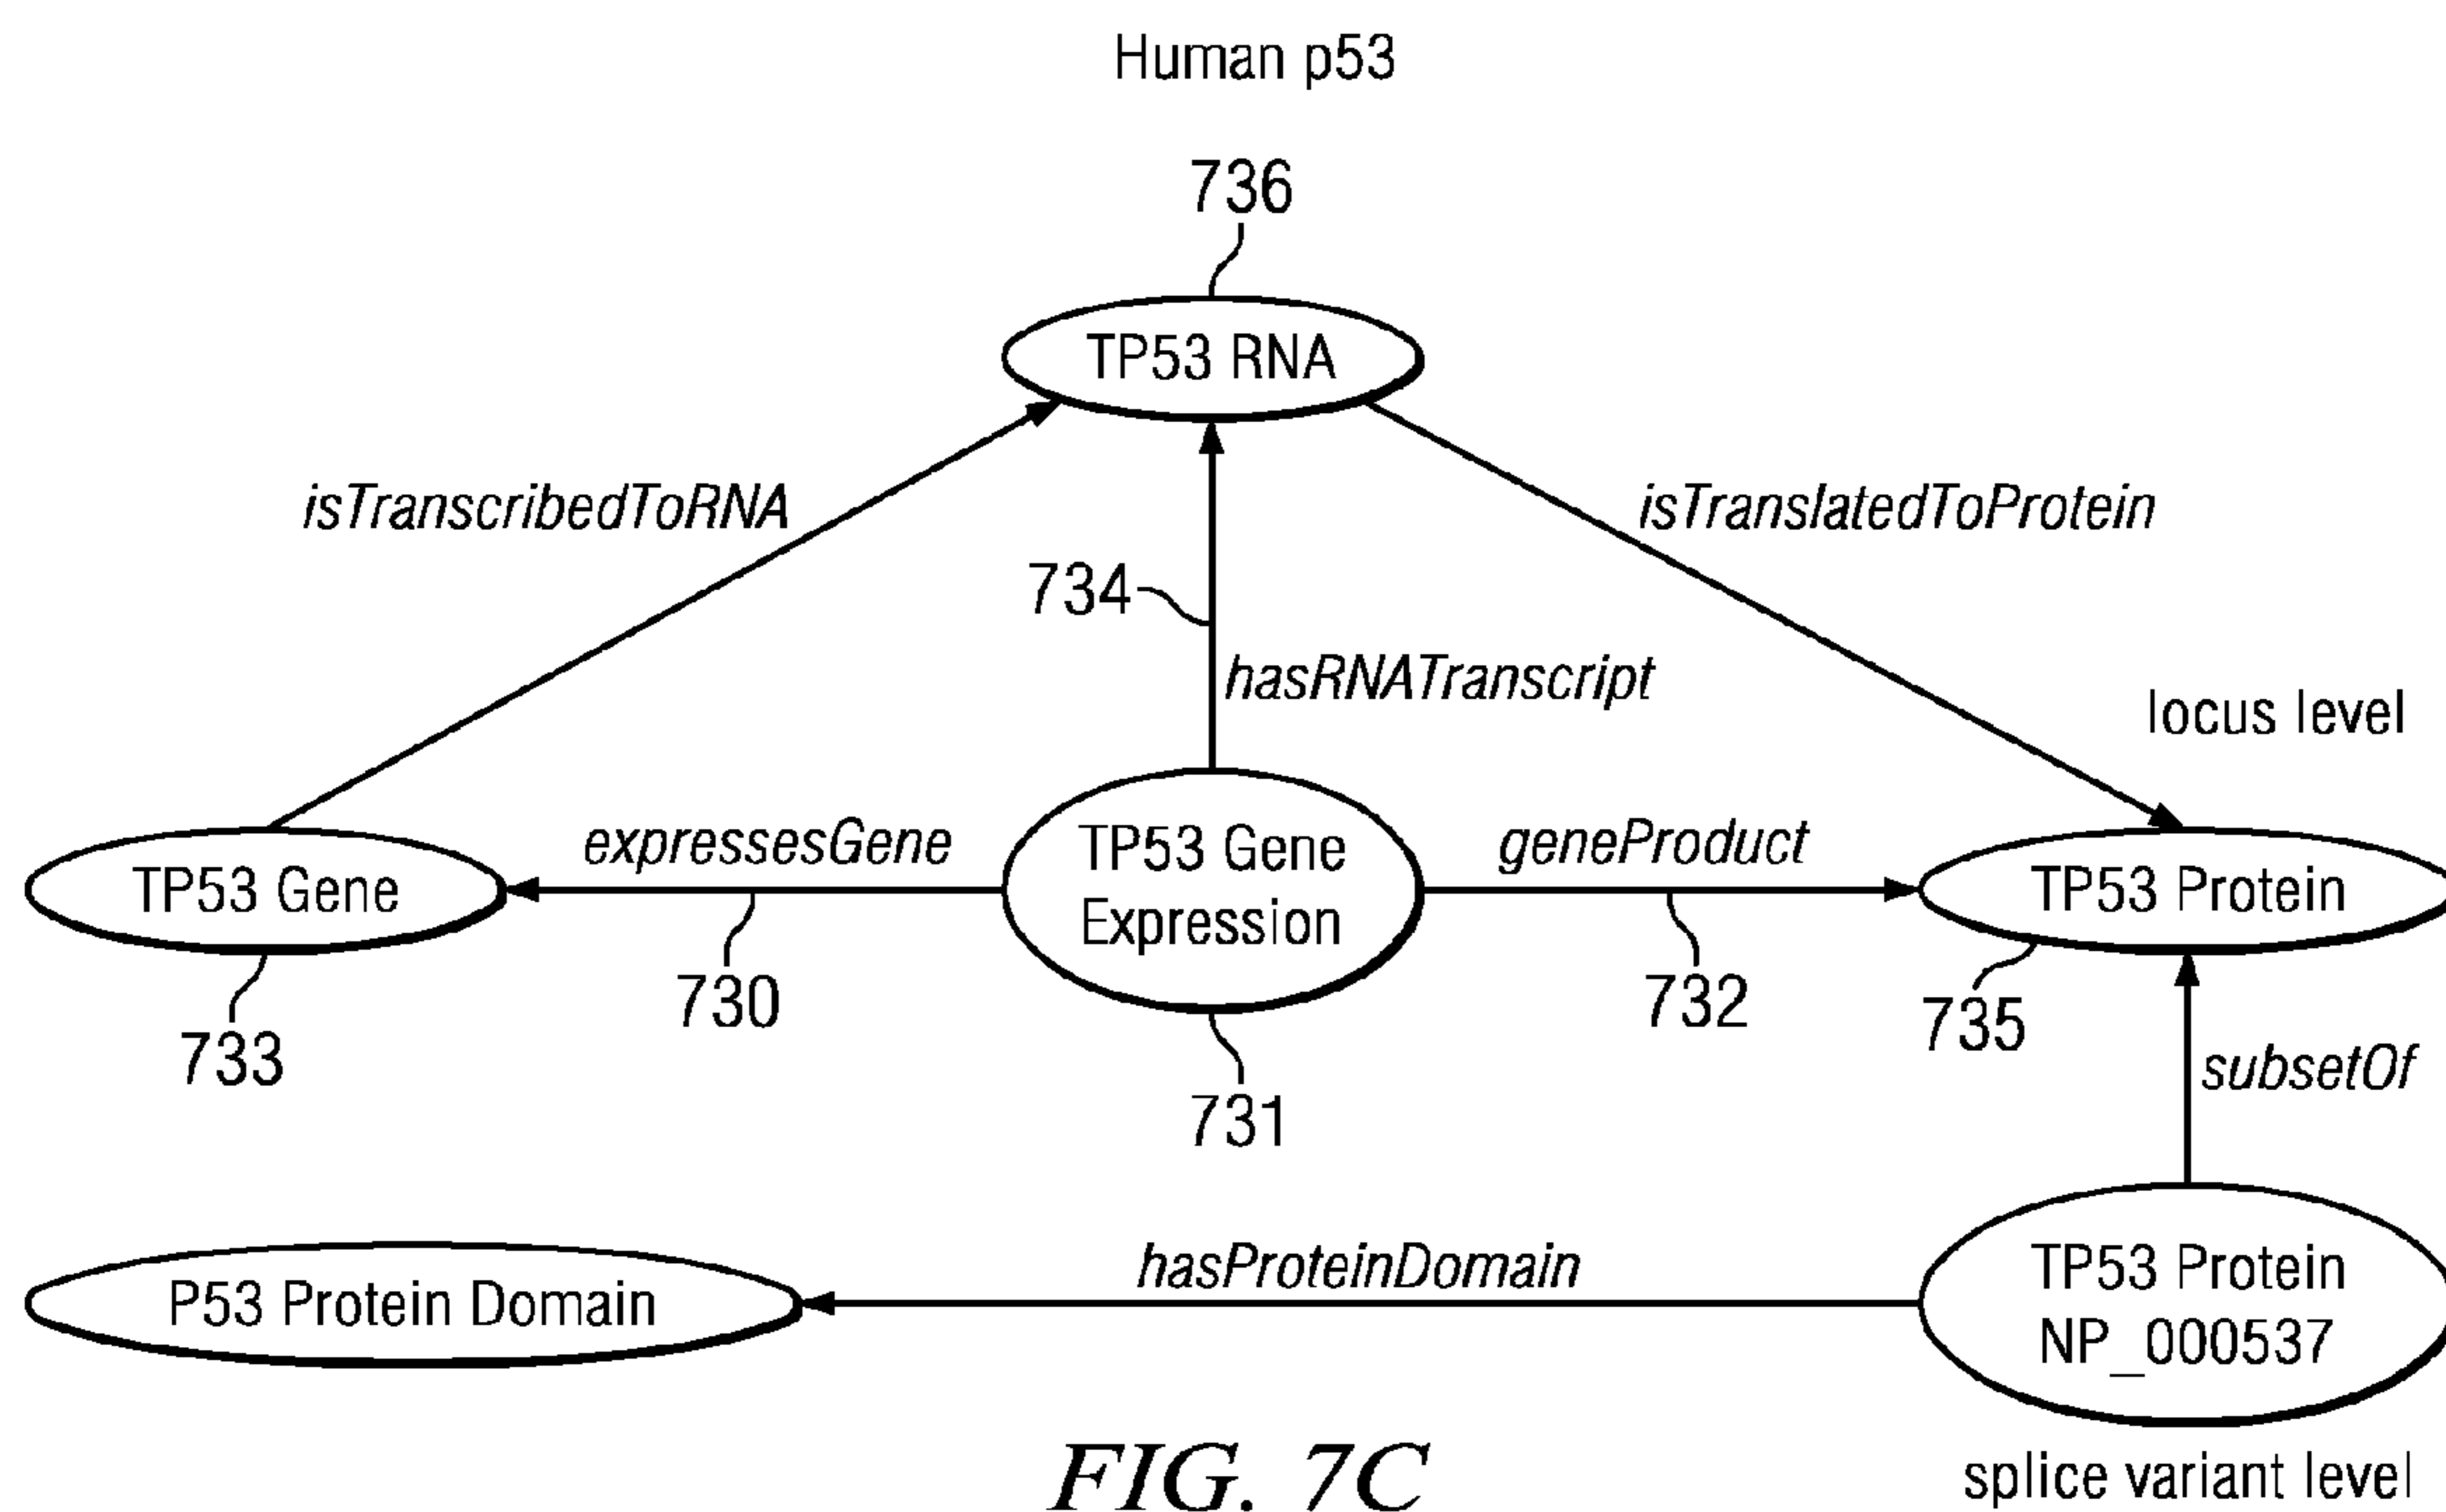 Human p53
736
TP53 RNA
isTranscribedToRNA
isTranslatedToProtein
734
hasRNATranscript
locus level
TP53 Gene
expressesGene
TP53 Gene
Expression
geneProduct
TP53 Protein
733
730
731
732
735
subsetOf
P53 Protein Domain
hasProteinDomain
TP53 Protein
NP_000537
FIG. 7C
splice variant level